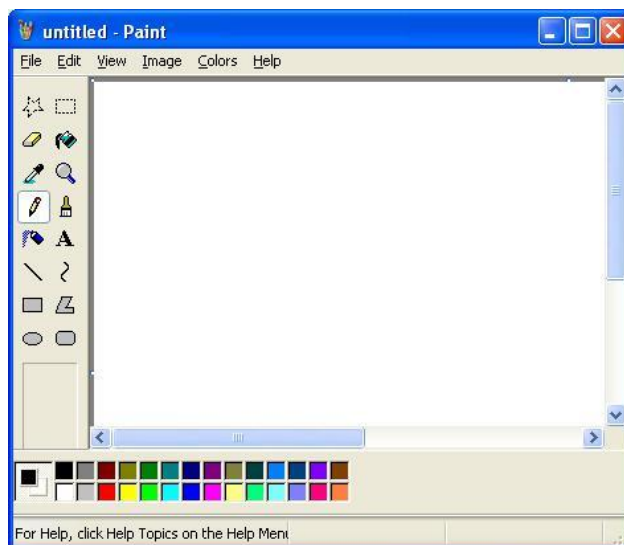 untitled - Paint
File Edit View Image Colors Help
A
For Help, click Help Topics on the Help Menu